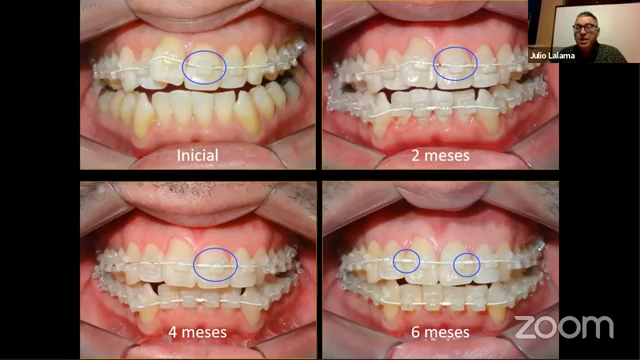 Julio Lalama
Inicial
2 meses
4 meses
6 meses
zoom